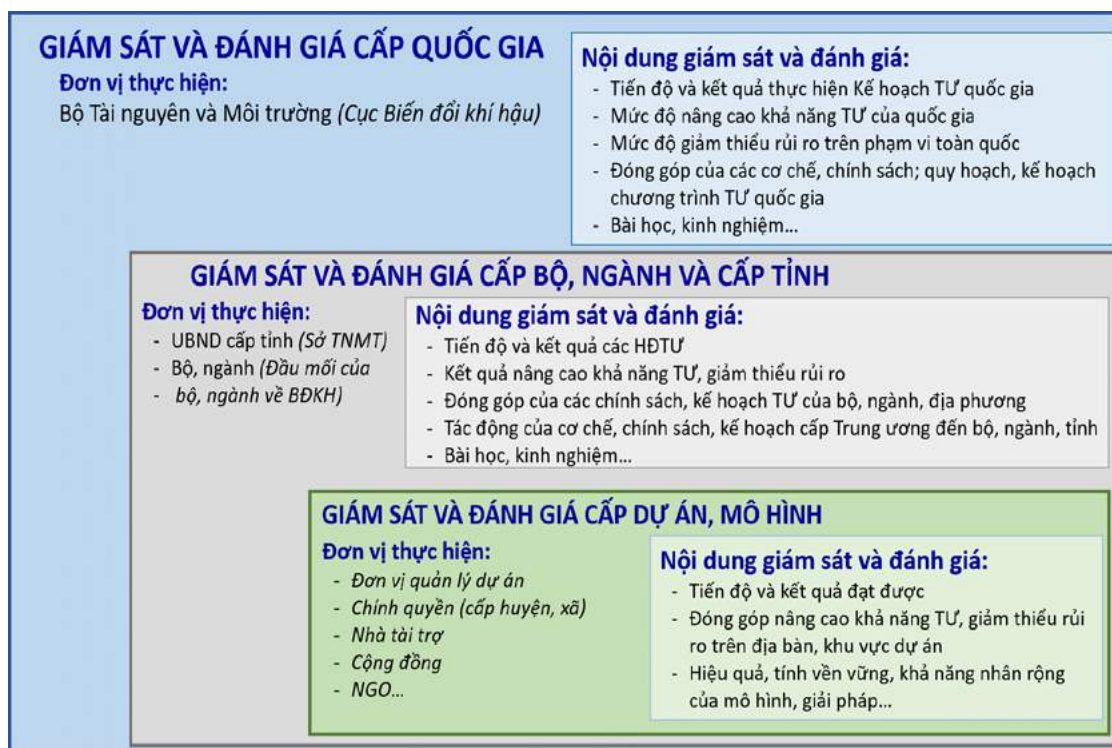 GIÁM SÁT VÀ ĐÁNH GIÁ CẤP QUỐC GIA
Đơn vị thực hiện:
Bộ Tài nguyên và Môi trường (Cục Biến đổi khí hậu)
Nội dung giám sát và đánh giá:
- Tiến độ và kết quả thực hiện Kế hoạch TƯ quốc gia
- Mức độ nâng cao khả năng TƯ của quốc gia
- Mức độ giảm thiểu rủi ro trên phạm vi toàn quốc
- Đóng góp của các cơ chế, chính sách; quy hoạch, kế hoạch
chương trình TƯ quốc gia
- Bài học, kinh nghiệm...
GIÁM SÁT VÀ ĐÁNH GIÁ CẤP BỘ, NGÀNH VÀ CẤP TỈNH
Đơn vị thực hiện:
- UBND cấp tỉnh (Sở TNMT)
- Bộ, ngành (Đầu mối của
- bộ, ngành về BĐKH)
Nội dung giám sát và đánh giá:
- Tiến độ và kết quả các HĐTƯ
- Kết quả nâng cao khả năng TƯ, giảm thiểu rủi ro
- Đóng góp của các chính sách, kế hoạch TƯ của bộ, ngành, địa phương
- Tác động của cơ chế, chính sách, kế hoạch cấp Trung ương đến bộ, ngành, tỉnh
- Bài học, kinh nghiệm...
GIÁM SÁT VÀ ĐÁNH GIÁ CẤP DỰ ÁN, MÔ HÌNH
Đơn vị thực hiện:
- Đơn vị quản lý dự án
- Chính quyền (cấp huyện, xã)
- Nhà tài trợ
- Cộng đồng
- NGO...
Nội dung giám sát và đánh giá:
- Tiến độ và kết quả đạt được
- Đóng góp nâng cao khả năng TƯ, giảm thiểu rủi
ro trên địa bàn, khu vực dự án
- Hiệu quả, tính vền vững, khả năng nhân rộng
của mô hình, giải pháp...